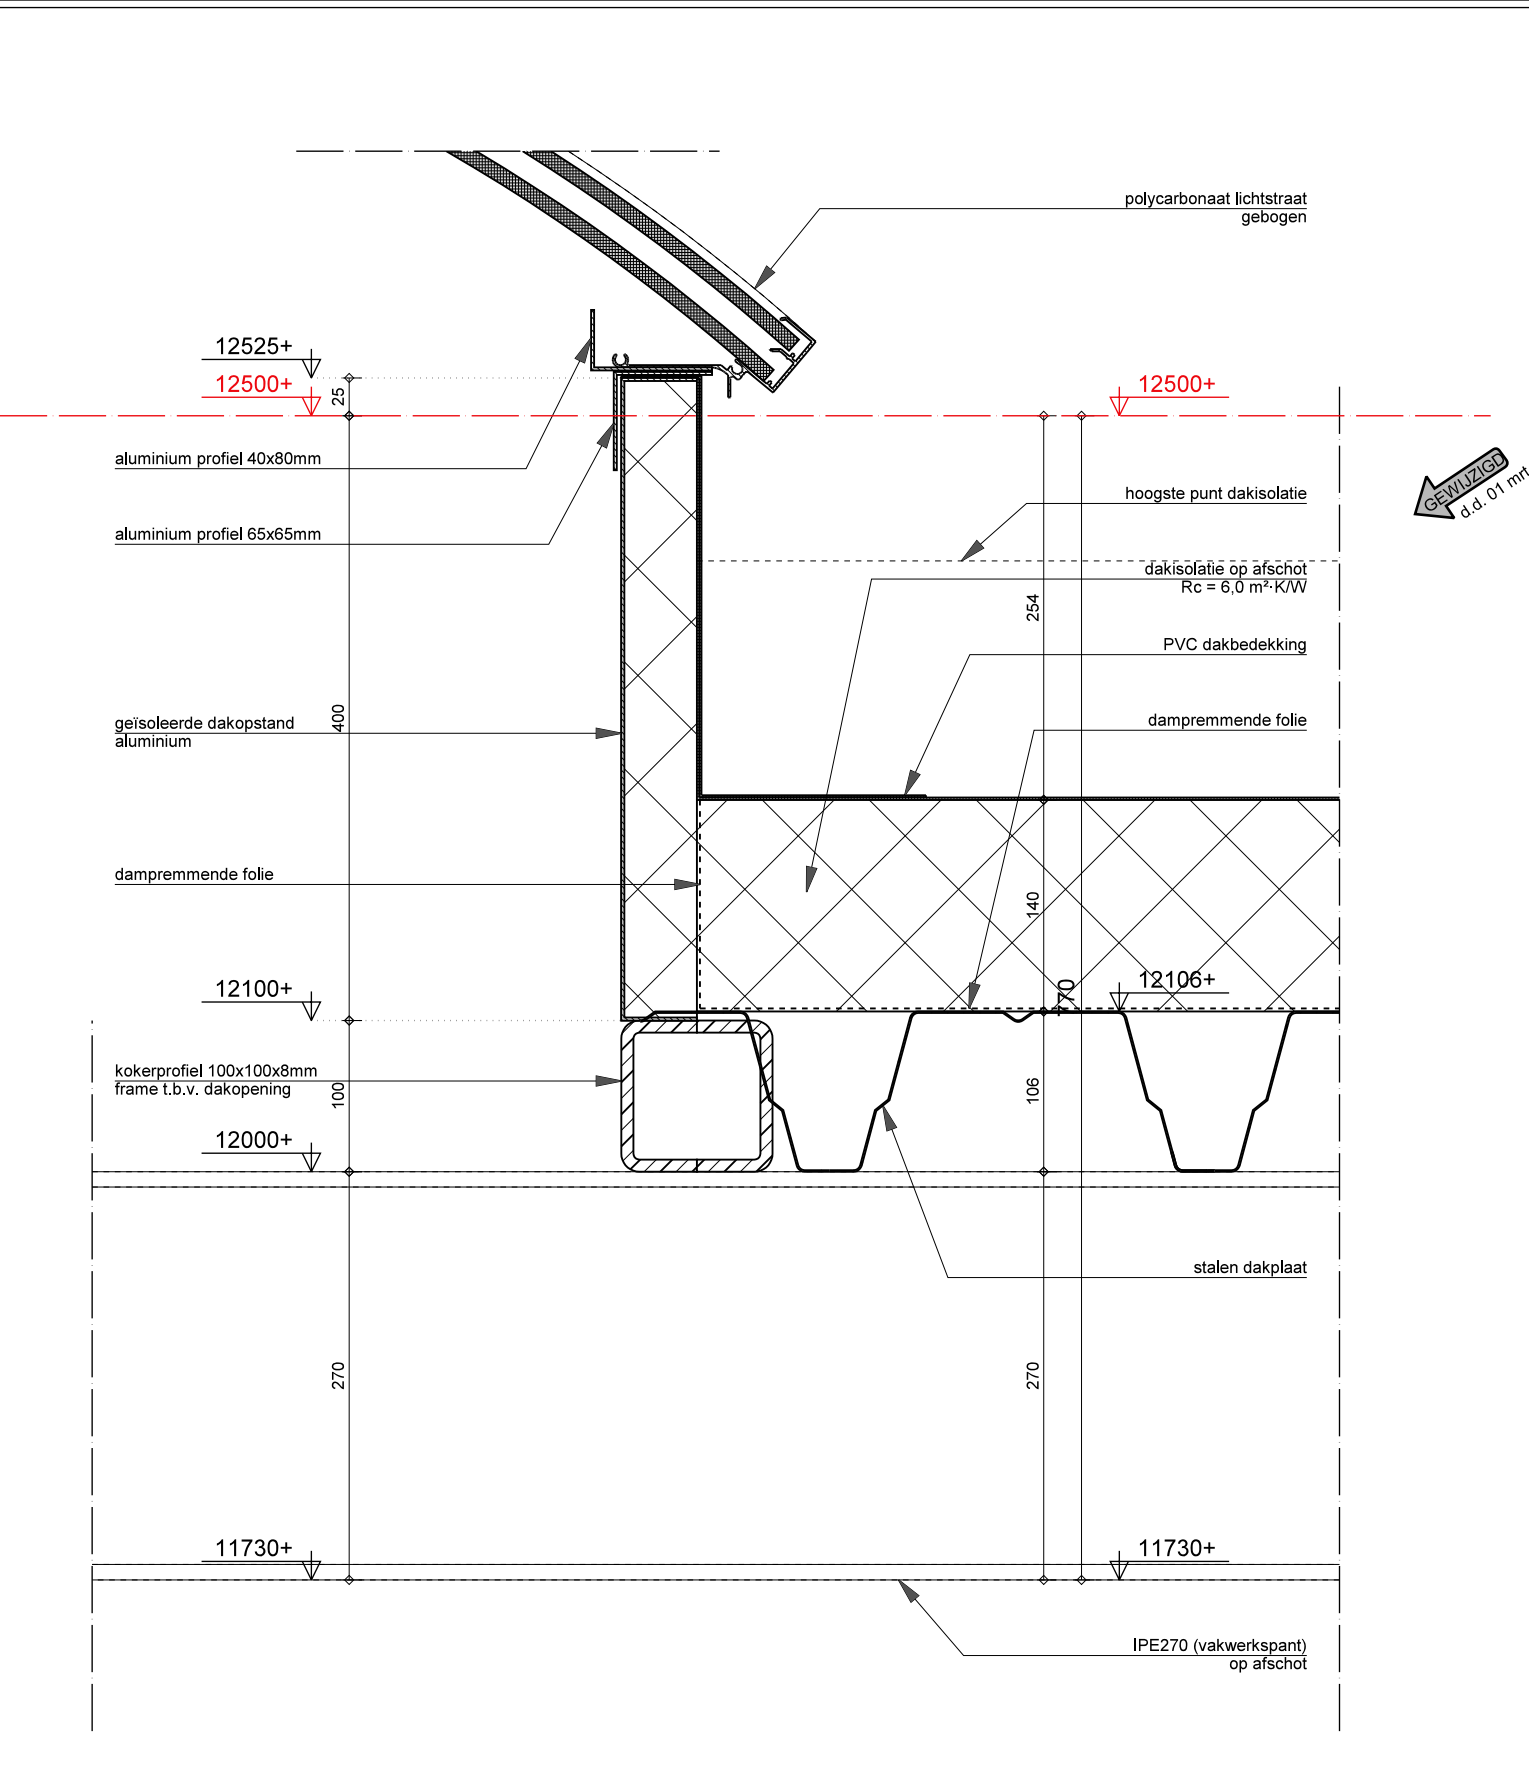 polycarbonaat lichtstraat
gebogen
12525+
12500+
12500+
25
aluminium profiel 40x80mm
GEWIJZIGD
d.d. 01 mrt
hoogste punt dakisolatie
aluminium profiel 65x65mm
dakisolatie op afschot
Rc = 6,0 m²·K/W
254
PVC dakbedekking
geïsoleerde dakopstand
aluminium
400
dampremmende folie
dampremmende folie
140
12100+
770
12106+
kokerprofiel 100x100x8mm
frame t.b.v. dakopening
100
106
12000+
stalen dakplaat
270
270
11730+
11730+
IPE270 (vakwerkspant)
op afschot